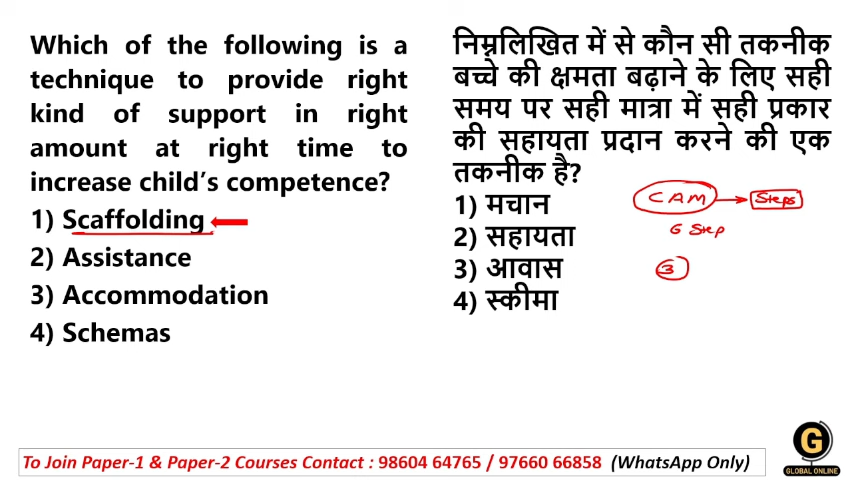 Which of the following is a
technique to provide right
kind of support in right
amount at right time to
increase child's competence?
1) Scaffolding
2) Assistance
3) Accommodation
4) Schemas
निम्नलिखित में से कौन सी तकनीक
बच्चे की क्षमता बढ़ाने के लिए सही
समय पर सही मात्रा में सही प्रकार
की सहायता प्रदान करने की एक
तकनीक है?
1) मचान
2) सहायता
3) आवास
4) स्कीमा
CAM → Steps
6 Step
3
To Join Paper-1 & Paper-2 Courses Contact : 98604 64765 / 97660 66858 (WhatsApp Only)
G
GLOBAL ONLINE